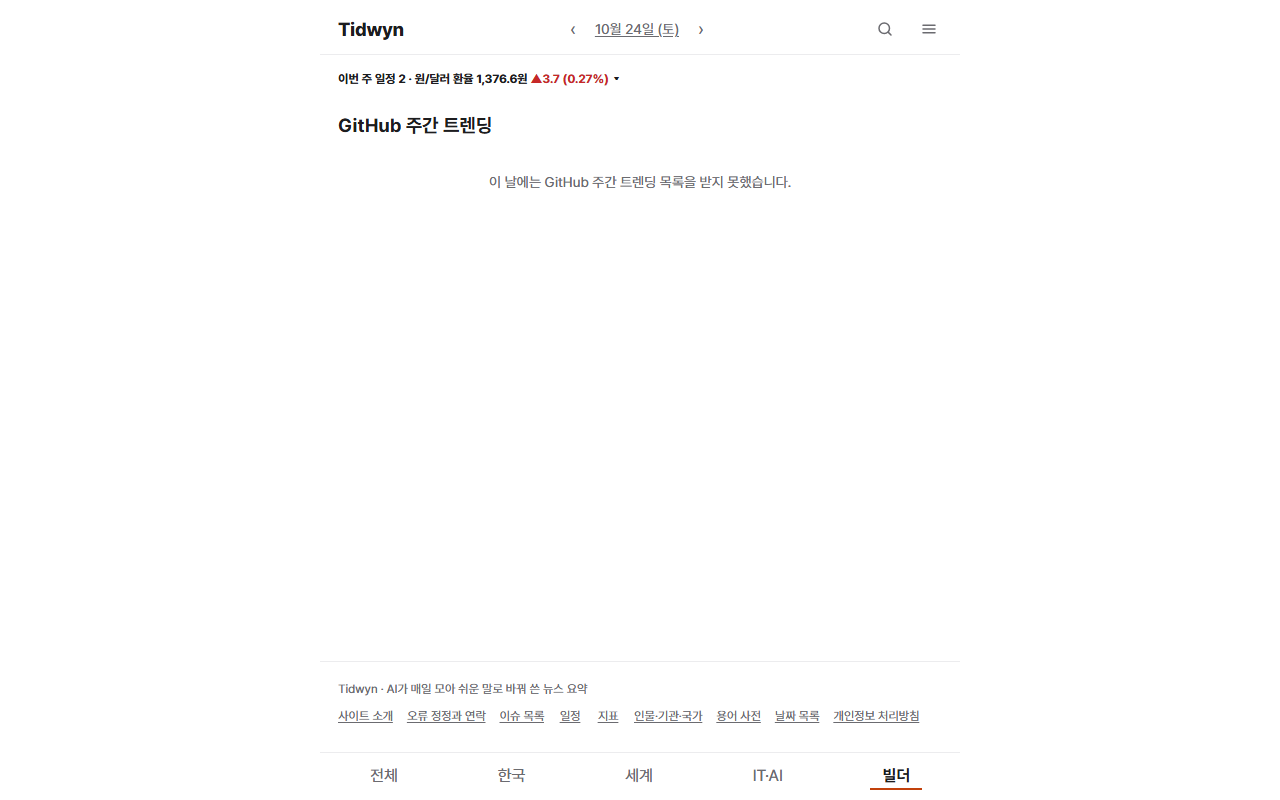 Tidwyn
‹ 10월 24일 (토) ›
이번 주 일정 2 · 원/달러 환율 1,376.6원 ▲3.7 (0.27%) ▾
GitHub 주간 트렌딩
이 날에는 GitHub 주간 트렌딩 목록을 받지 못했습니다.
Tidwyn · AI가 매일 모아 쉬운 말로 바꿔 쓴 뉴스 요약
사이트 소개 오류 정정과 연락 이슈 목록 일정 지표 인물·기관·국가 용어 사전 날짜 목록 개인정보 처리방침
전체 한국 세계 IT·AI 빌더